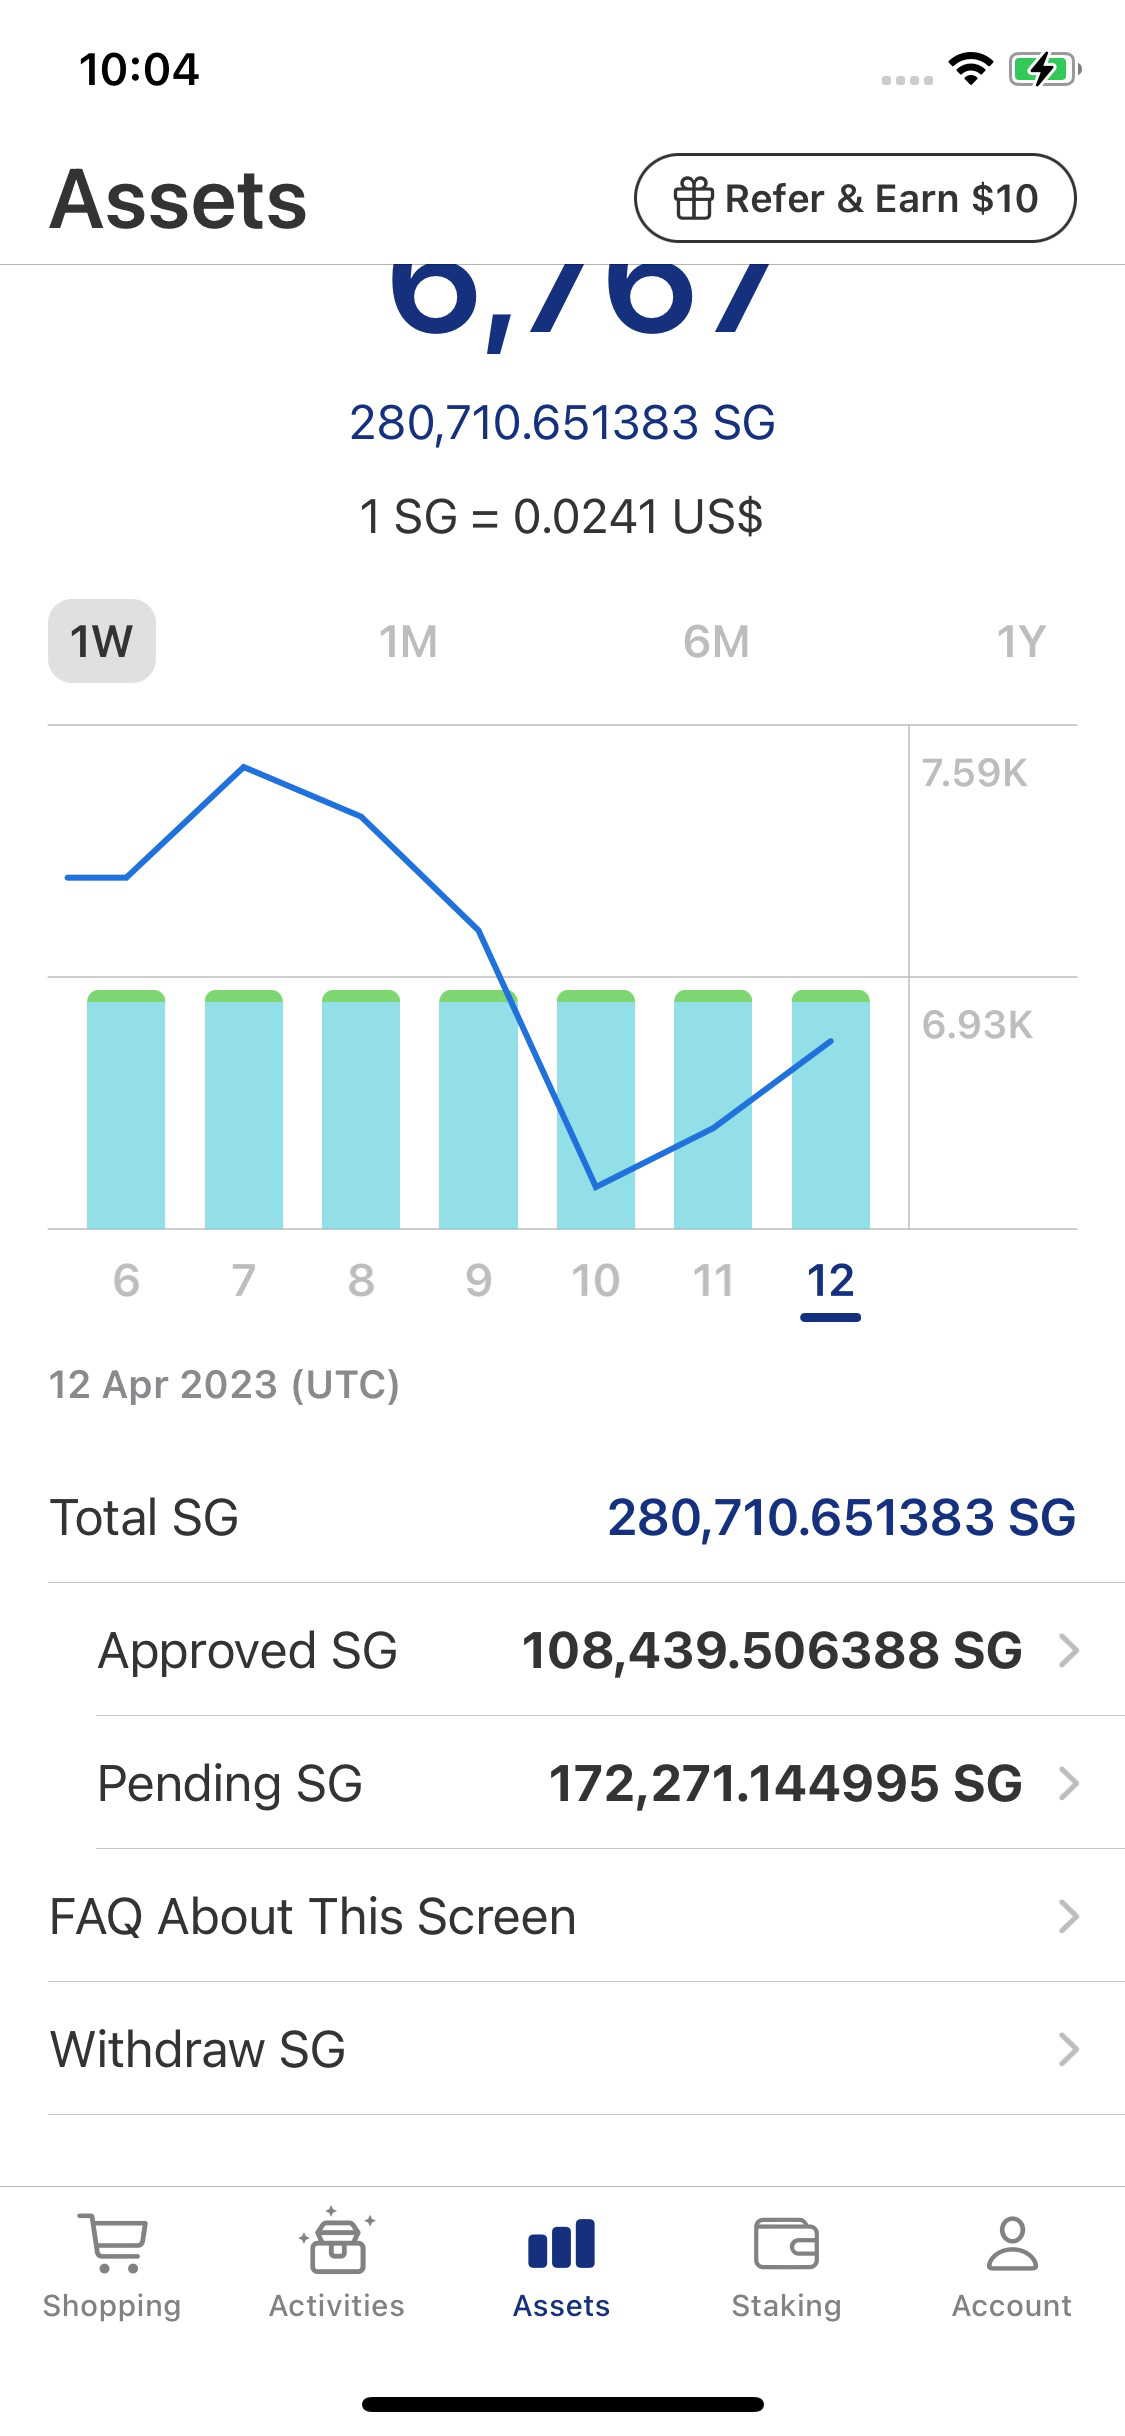 10:04
Assets
Refer & Earn $10
6,767
280,710.651383 SG
1 SG = 0.0241 US$
1W 1M 6M 1Y
7.59K
6.93K
6 7 8 9 10 11 12
12 Apr 2023 (UTC)
Total SG 280,710.651383 SG
Approved SG 108,439.506388 SG
Pending SG 172,271.144995 SG
FAQ About This Screen
Withdraw SG
Shopping Activities Assets Staking Account